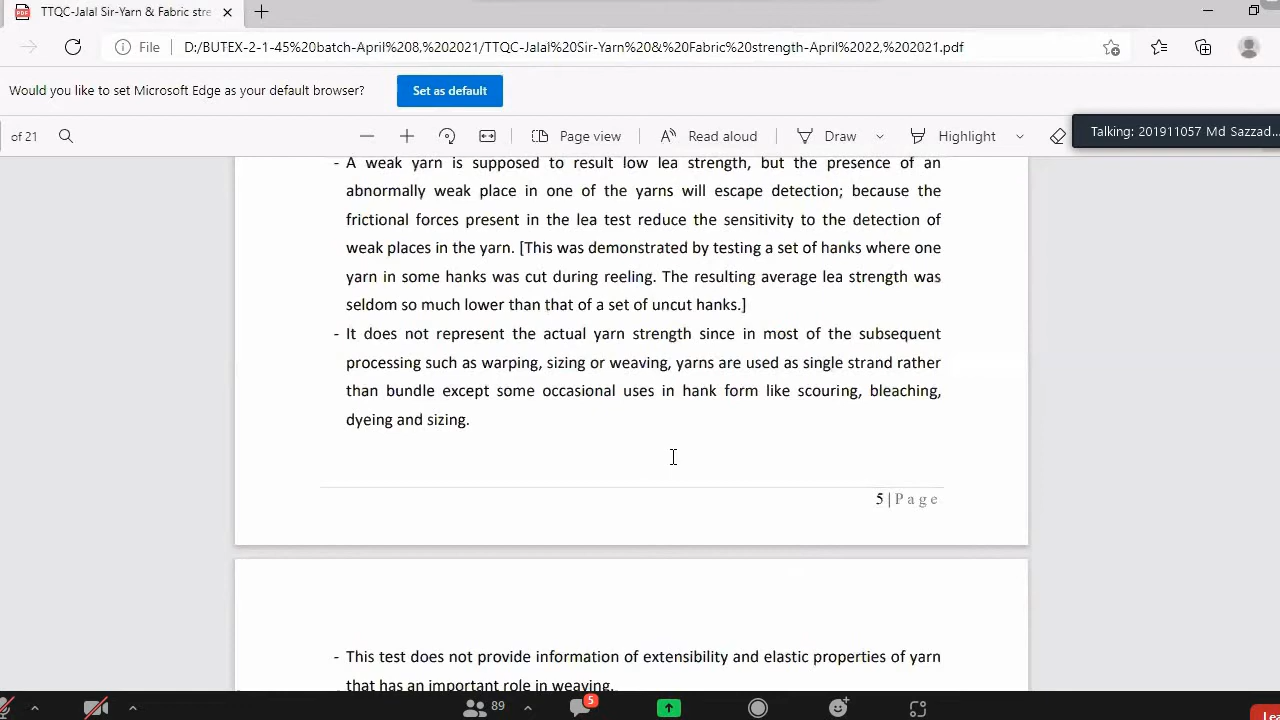 TTQC-Jalal Sir-Yarn & Fabric stre
File
D:/BUTEX-2-1-45%20batch-April%208,%202021/TTQC-Jalal%20Sir-Yarn%20&%20Fabric%20strength-April%2022,%202021.pdf
Would you like to set Microsoft Edge as your default browser?
Set as default
of 21
Page view
Read aloud
Draw
Highlight
Talking: 201911057 Md Sazzad...
- A weak yarn is supposed to result low lea strength, but the presence of an
abnormally weak place in one of the yarns will escape detection; because the
frictional forces present in the lea test reduce the sensitivity to the detection of
weak places in the yarn. [This was demonstrated by testing a set of hanks where one
yarn in some hanks was cut during reeling. The resulting average lea strength was
seldom so much lower than that of a set of uncut hanks.]
- It does not represent the actual yarn strength since in most of the subsequent
processing such as warping, sizing or weaving, yarns are used as single strand rather
than bundle except some occasional uses in hank form like scouring, bleaching,
dyeing and sizing.
5 | P a g e
- This test does not provide information of extensibility and elastic properties of yarn
that has an important role in weaving.
89
5